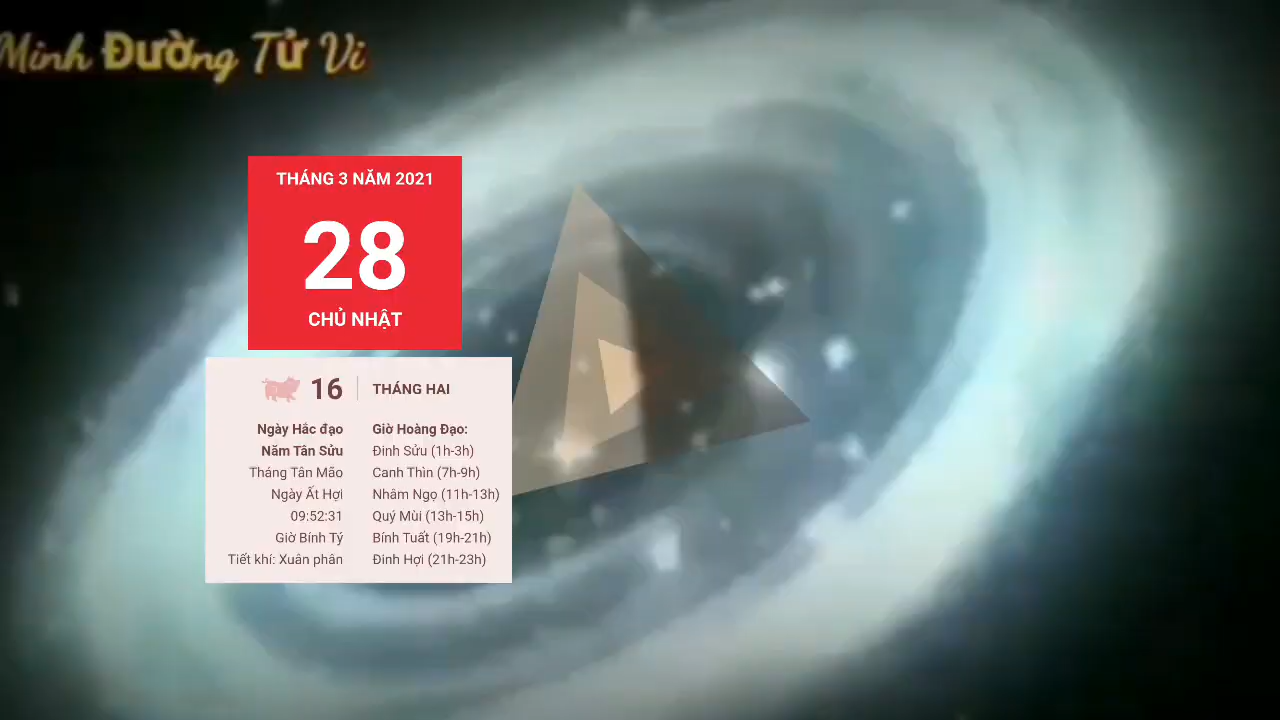 Minh Đường Tử Vi
THÁNG 3 NĂM 2021
28
CHỦ NHẬT
16 THÁNG HAI
Ngày Hắc đạo
Năm Tân Sửu
Tháng Tân Mão
Ngày Ất Hợi
09:52:31
Giờ Bính Tý
Tiết khí: Xuân phân
Giờ Hoàng Đạo:
Đinh Sửu (1h-3h)
Canh Thìn (7h-9h)
Nhâm Ngọ (11h-13h)
Quý Mùi (13h-15h)
Bính Tuất (19h-21h)
Đinh Hợi (21h-23h)